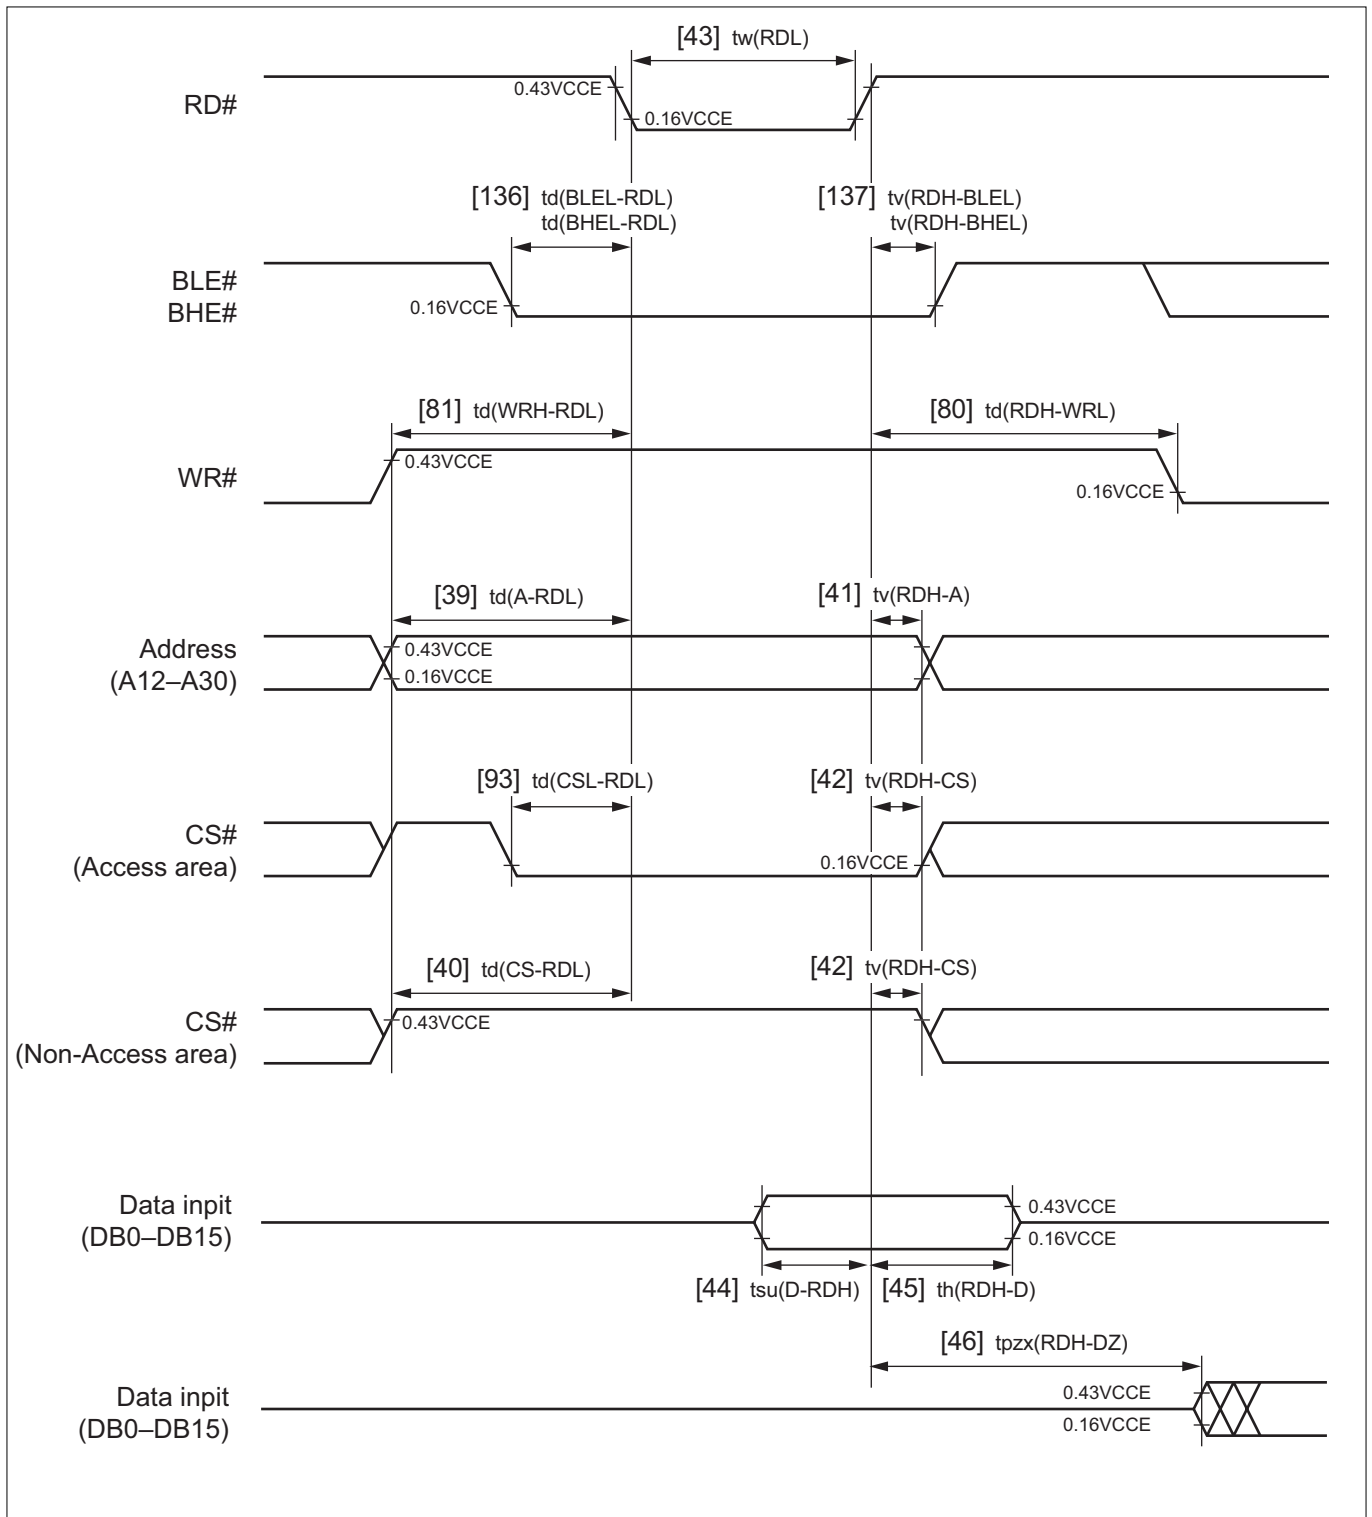 [43] tw(RDL)
RD#
0.43VCCE
0.16VCCE
[136] td(BLEL-RDL)
td(BHEL-RDL)
[137] tv(RDH-BLEL)
tv(RDH-BHEL)
BLE#
BHE#
0.16VCCE
[81] td(WRH-RDL)
[80] td(RDH-WRL)
WR#
0.43VCCE
0.16VCCE
[39] td(A-RDL)
[41] tv(RDH-A)
Address
(A12–A30)
0.43VCCE
0.16VCCE
[93] td(CSL-RDL)
[42] tv(RDH-CS)
CS#
(Access area)
0.16VCCE
[40] td(CS-RDL)
[42] tv(RDH-CS)
CS#
(Non-Access area)
0.43VCCE
Data inpit
(DB0–DB15)
0.43VCCE
0.16VCCE
[44] tsu(D-RDH)
[45] th(RDH-D)
[46] tpzx(RDH-DZ)
Data inpit
(DB0–DB15)
0.43VCCE
0.16VCCE